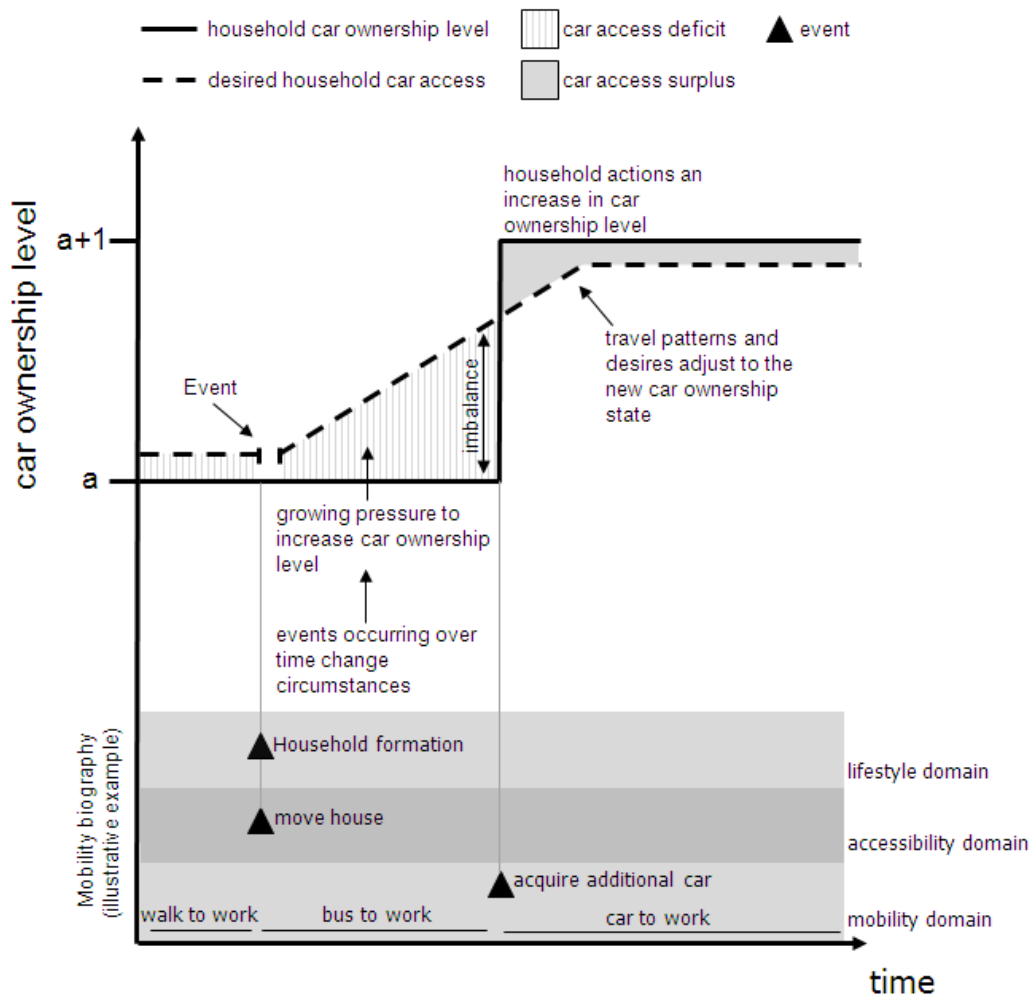 household car ownership level
car access deficit
event
desired household car access
car access surplus
household actions an
increase in car
ownership level
car ownership level
a+1
travel patterns and
desires adjust to the
new car ownership
state
Event
imbalance
a
growing pressure to
increase car ownership
level
events occurring over
time change
circumstances
Mobility biography
(illustrative example)
Household formation
lifestyle domain
move house
accessibility domain
acquire additional car
walk to work
bus to work
car to work
mobility domain
time